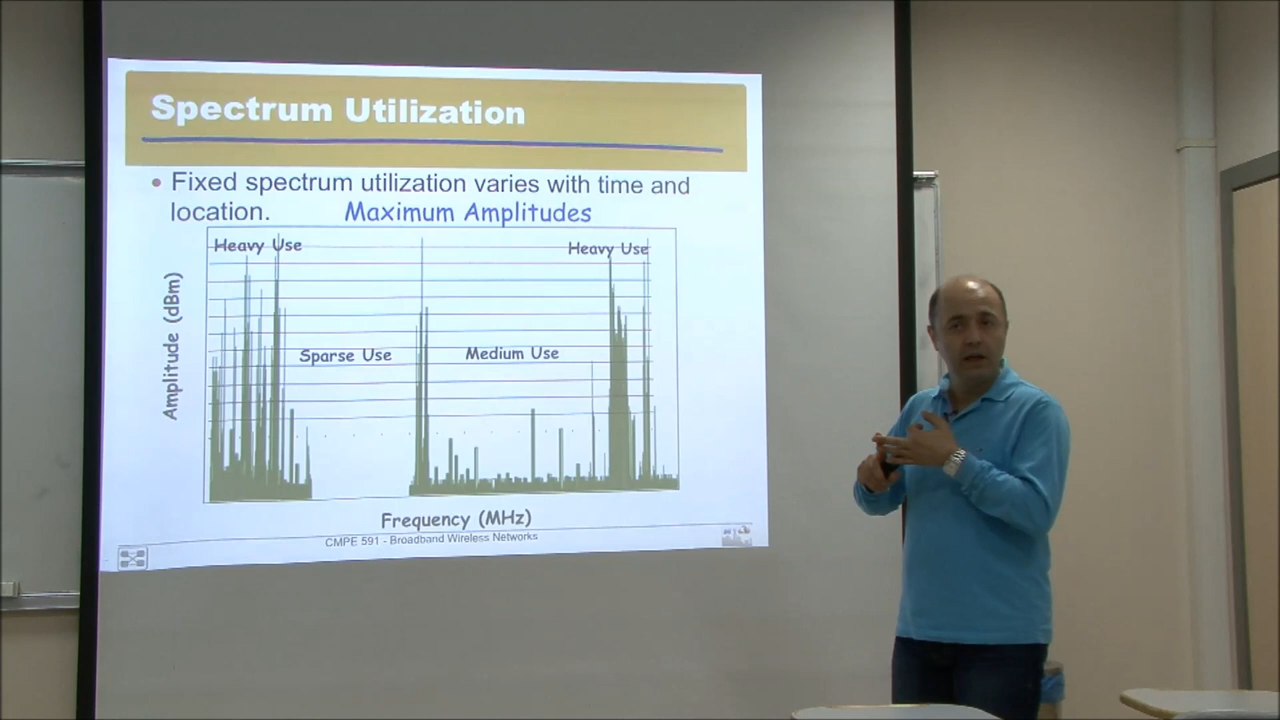 Spectrum Utilization
• Fixed spectrum utilization varies with time and
location.
Maximum Amplitudes
Heavy Use
Heavy Use
Sparse Use
Medium Use
Amplitude (dBm)
Frequency (MHz)
CMPE 591 - Broadband Wireless Networks